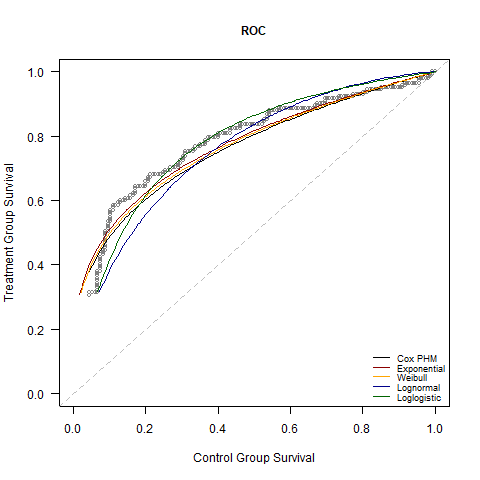 ROC
Treatment Group Survival
1.0
0.8
0.6
0.4
0.2
0.0
0.0 0.2 0.4 0.6 0.8 1.0
Control Group Survival
Cox PHM
Exponential
Weibull
Lognormal
Loglogistic